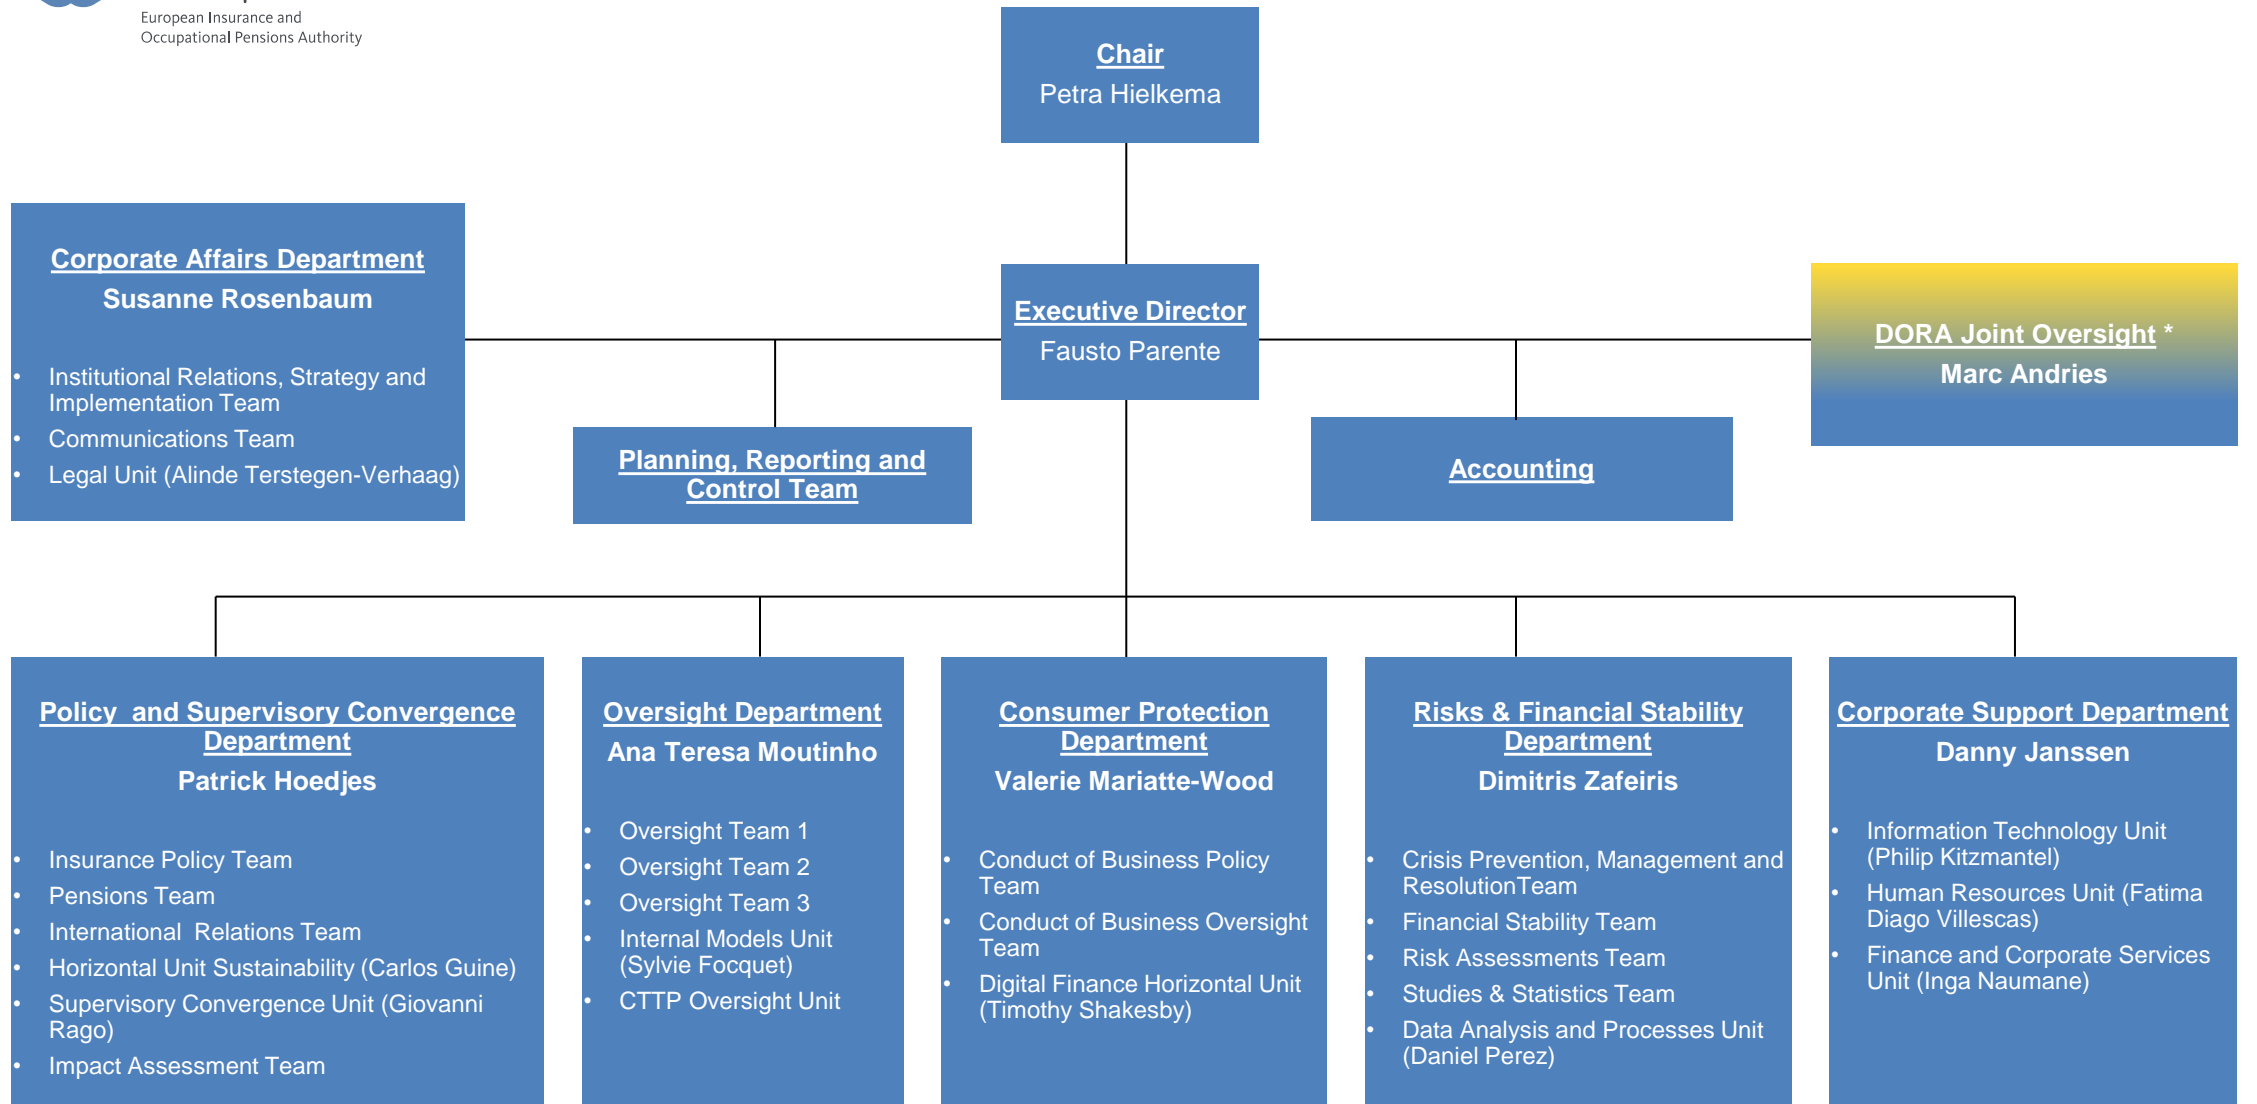 European Insurance and
Occupational Pensions Authority
Chair
Petra Hielkema
Corporate Affairs Department
Susanne Rosenbaum
• Institutional Relations, Strategy and
Implementation Team
• Communications Team
• Legal Unit (Alinde Terstegen-Verhaag)
Executive Director
Fausto Parente
DORA Joint Oversight *
Marc Andries
Planning, Reporting and
Control Team
Accounting
Policy and Supervisory Convergence
Department
Patrick Hoedjes
• Insurance Policy Team
• Pensions Team
• International Relations Team
• Horizontal Unit Sustainability (Carlos Guine)
• Supervisory Convergence Unit (Giovanni
Rago)
• Impact Assessment Team
Oversight Department
Ana Teresa Moutinho
• Oversight Team 1
• Oversight Team 2
• Oversight Team 3
• Internal Models Unit
(Sylvie Focquet)
• CTTP Oversight Unit
Consumer Protection
Department
Valerie Mariatte-Wood
• Conduct of Business Policy
Team
• Conduct of Business Oversight
Team
• Digital Finance Horizontal Unit
(Timothy Shakesby)
Risks & Financial Stability
Department
Dimitris Zafeiris
• Crisis Prevention, Management and
ResolutionTeam
• Financial Stability Team
• Risk Assessments Team
• Studies & Statistics Team
• Data Analysis and Processes Unit
(Daniel Perez)
Corporate Support Department
Danny Janssen
• Information Technology Unit
(Philip Kitzmantel)
• Human Resources Unit (Fatima
Diago Villescas)
• Finance and Corporate Services
Unit (Inga Naumane)